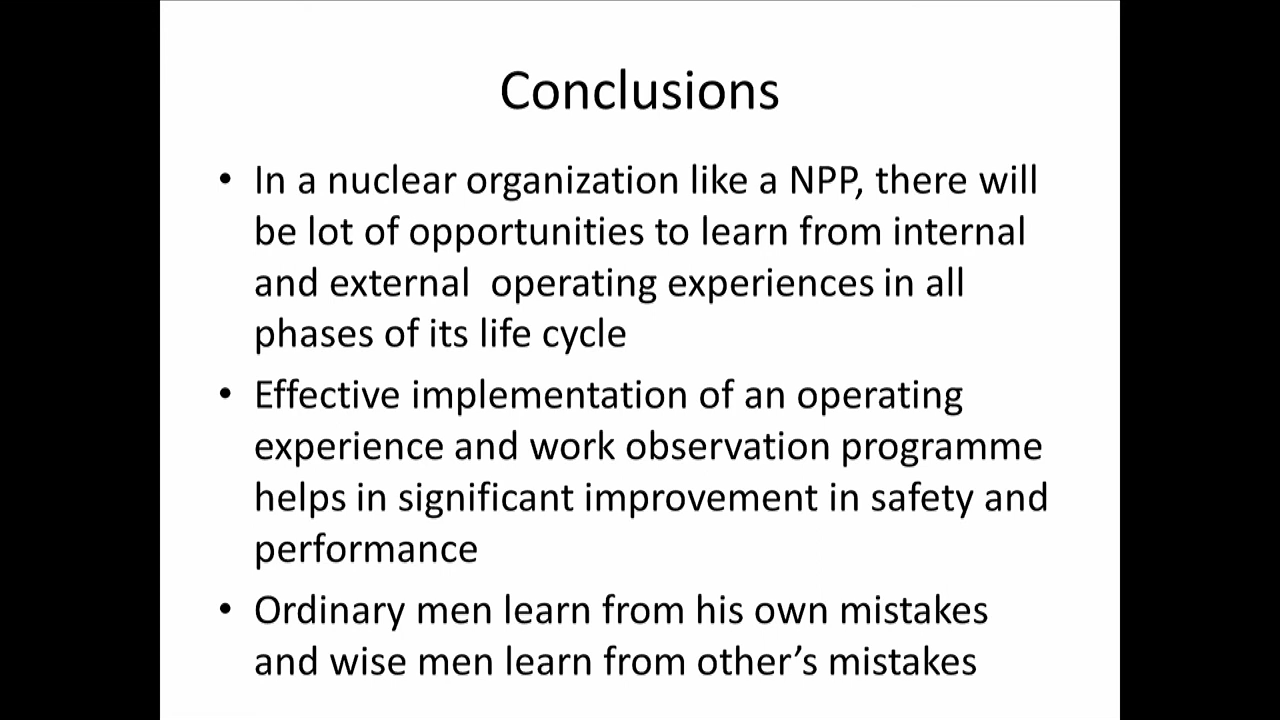 Conclusions
• In a nuclear organization like a NPP, there will
be lot of opportunities to learn from internal
and external  operating experiences in all
phases of its life cycle
• Effective implementation of an operating
experience and work observation programme
helps in significant improvement in safety and
performance
• Ordinary men learn from his own mistakes
and wise men learn from other’s mistakes